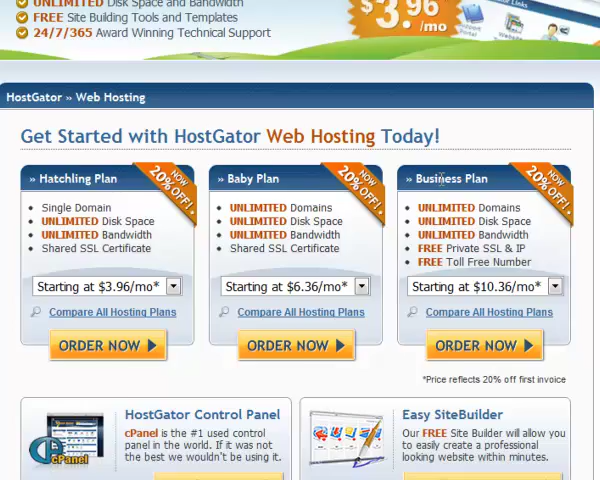 UNLIMITED Disk Space and Bandwidth
FREE Site Building Tools and Templates
24/7/365 Award Winning Technical Support
$3.96
/mo
HostGator » Web Hosting
Get Started with HostGator Web Hosting Today!
» Hatchling Plan
NOW
20% OFF!
Single Domain
UNLIMITED Disk Space
UNLIMITED Bandwidth
Shared SSL Certificate
Starting at $3.96/mo*
Compare All Hosting Plans
ORDER NOW
» Baby Plan
NOW
20% OFF!
UNLIMITED Domains
UNLIMITED Disk Space
UNLIMITED Bandwidth
Shared SSL Certificate
Starting at $6.36/mo*
Compare All Hosting Plans
ORDER NOW
» Business Plan
NOW
20% OFF!
UNLIMITED Domains
UNLIMITED Disk Space
UNLIMITED Bandwidth
FREE Private SSL & IP
FREE Toll Free Number
Starting at $10.36/mo*
Compare All Hosting Plans
ORDER NOW
*Price reflects 20% off first invoice
HostGator Control Panel
cPanel is the #1 used control
panel in the world. If it was not
the best we wouldn't be using it.
cPanel
Easy SiteBuilder
Our FREE Site Builder will allow you
to easily create a professional
looking website within minutes.